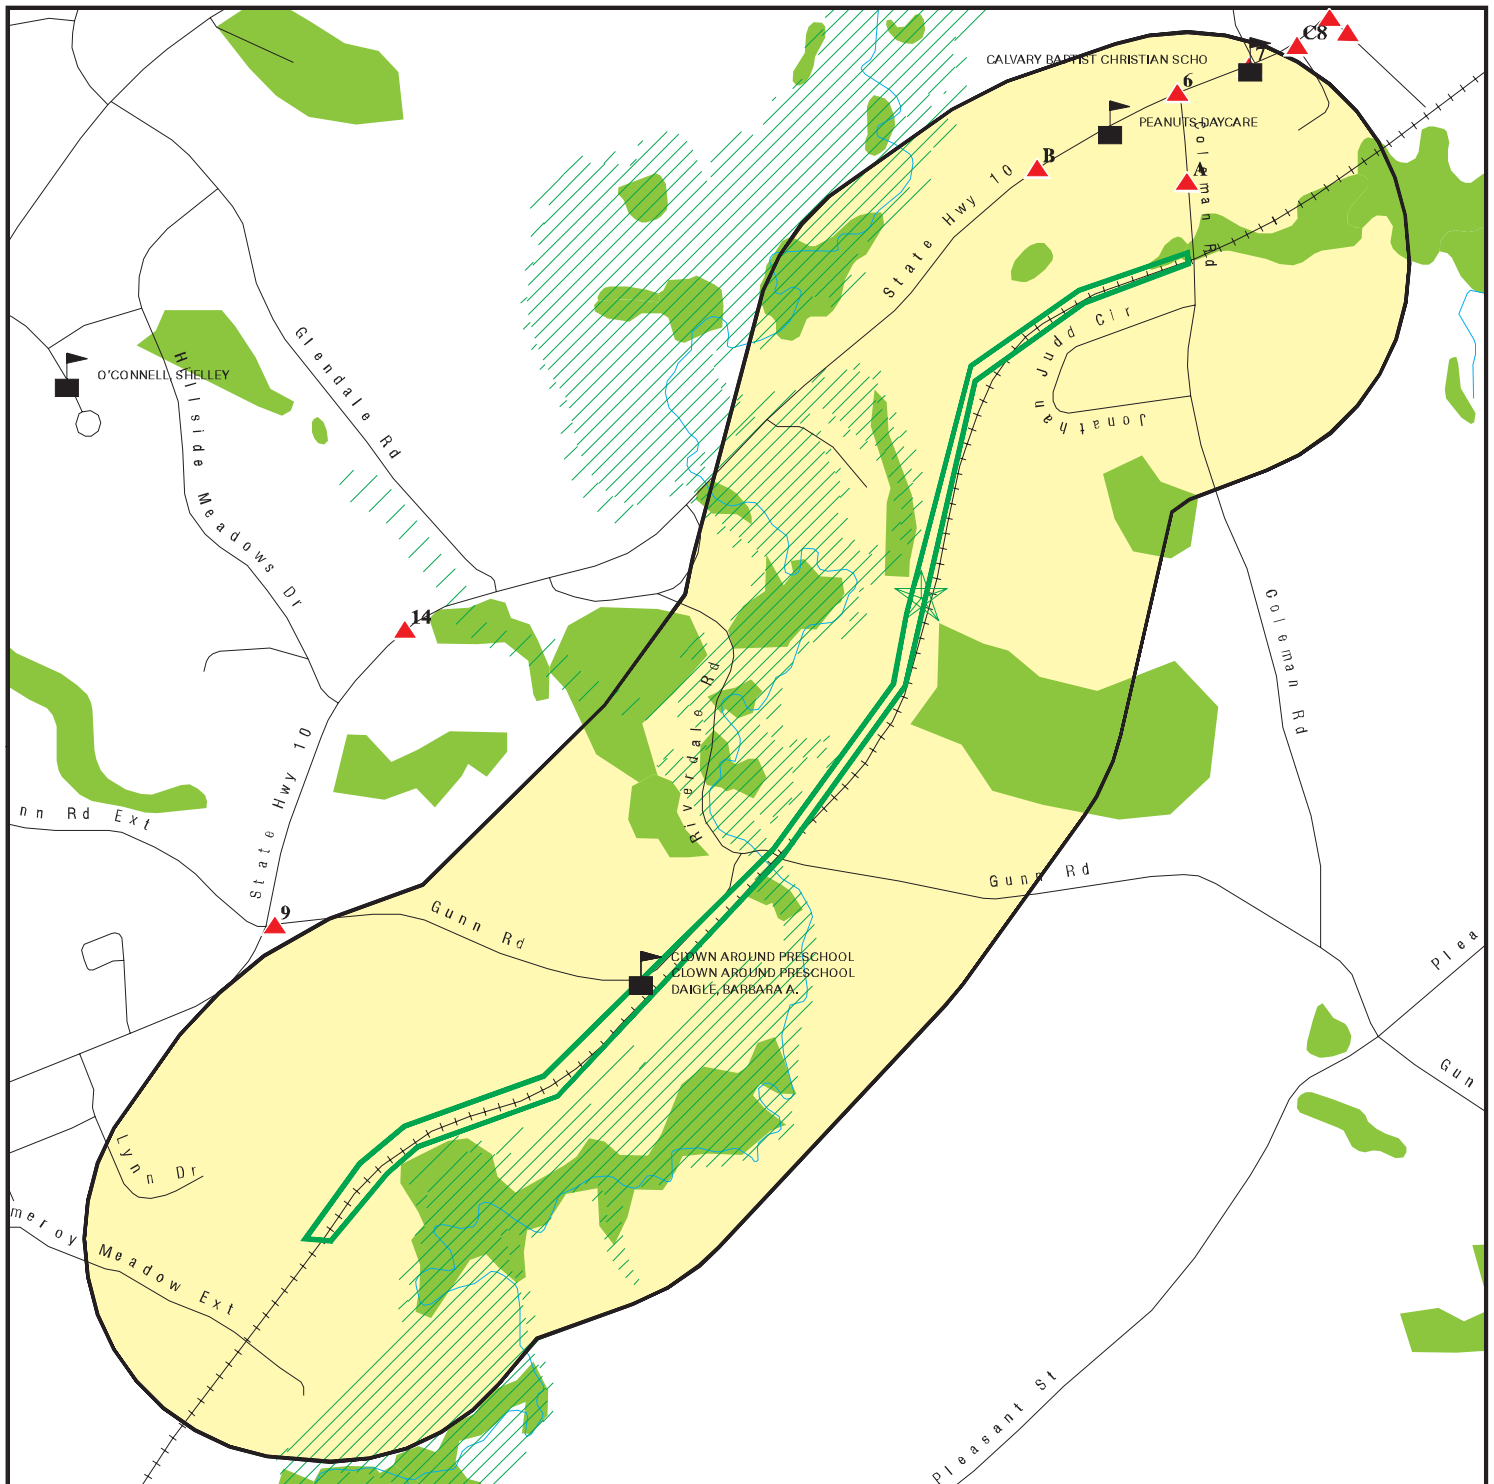 C8
7
CALVARY BAPTIST CHRISTIAN SCHO
6
PEANUTS DAYCARE
Coleman Rd
B
A
State Hwy 10
Jonathan Judd Cir
O'CONNELL, SHELLEY
Hillside Meadows Dr
Glendale Rd
14
Coleman Rd
Riverdale Rd
State Hwy 10
nn Rd Ext
Gunn Rd
9
Gunn Rd
CLOWN AROUND PRESCHOOL
CLOWN AROUND PRESCHOOL
DAIGLE, BARBARA A.
Plea
Gun
Lynn Dr
meroy Meadow Ext
Pleasant St